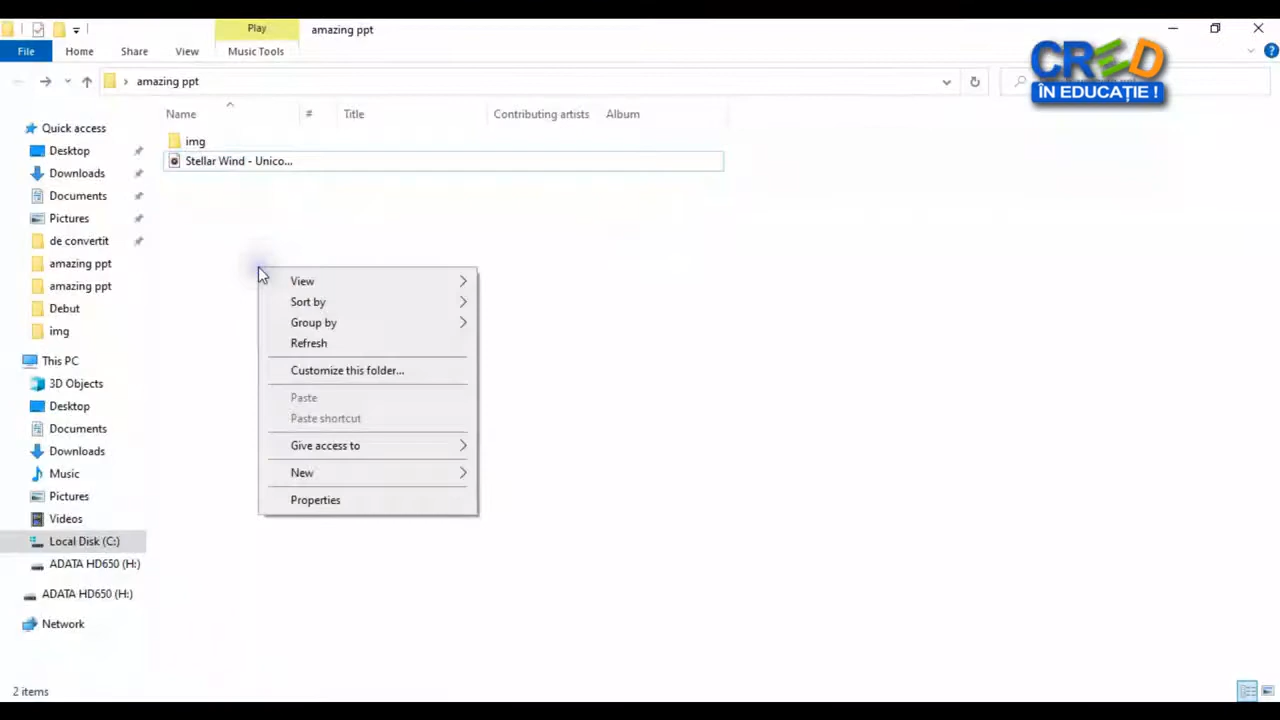 Play
amazing ppt
File
Home
Share
View
Music Tools
CRED
ÎN EDUCAȚIE !
amazing ppt
Name
#
Title
Contributing artists
Album
Quick access
Desktop
Downloads
Documents
Pictures
de convertit
amazing ppt
amazing ppt
Debut
img
This PC
3D Objects
Desktop
Documents
Downloads
Music
Pictures
Videos
Local Disk (C:)
ADATA HD650 (H:)
ADATA HD650 (H:)
Network
img
Stellar Wind - Unico...
View
Sort by
Group by
Refresh
Customize this folder...
Paste
Paste shortcut
Give access to
New
Properties
2 items